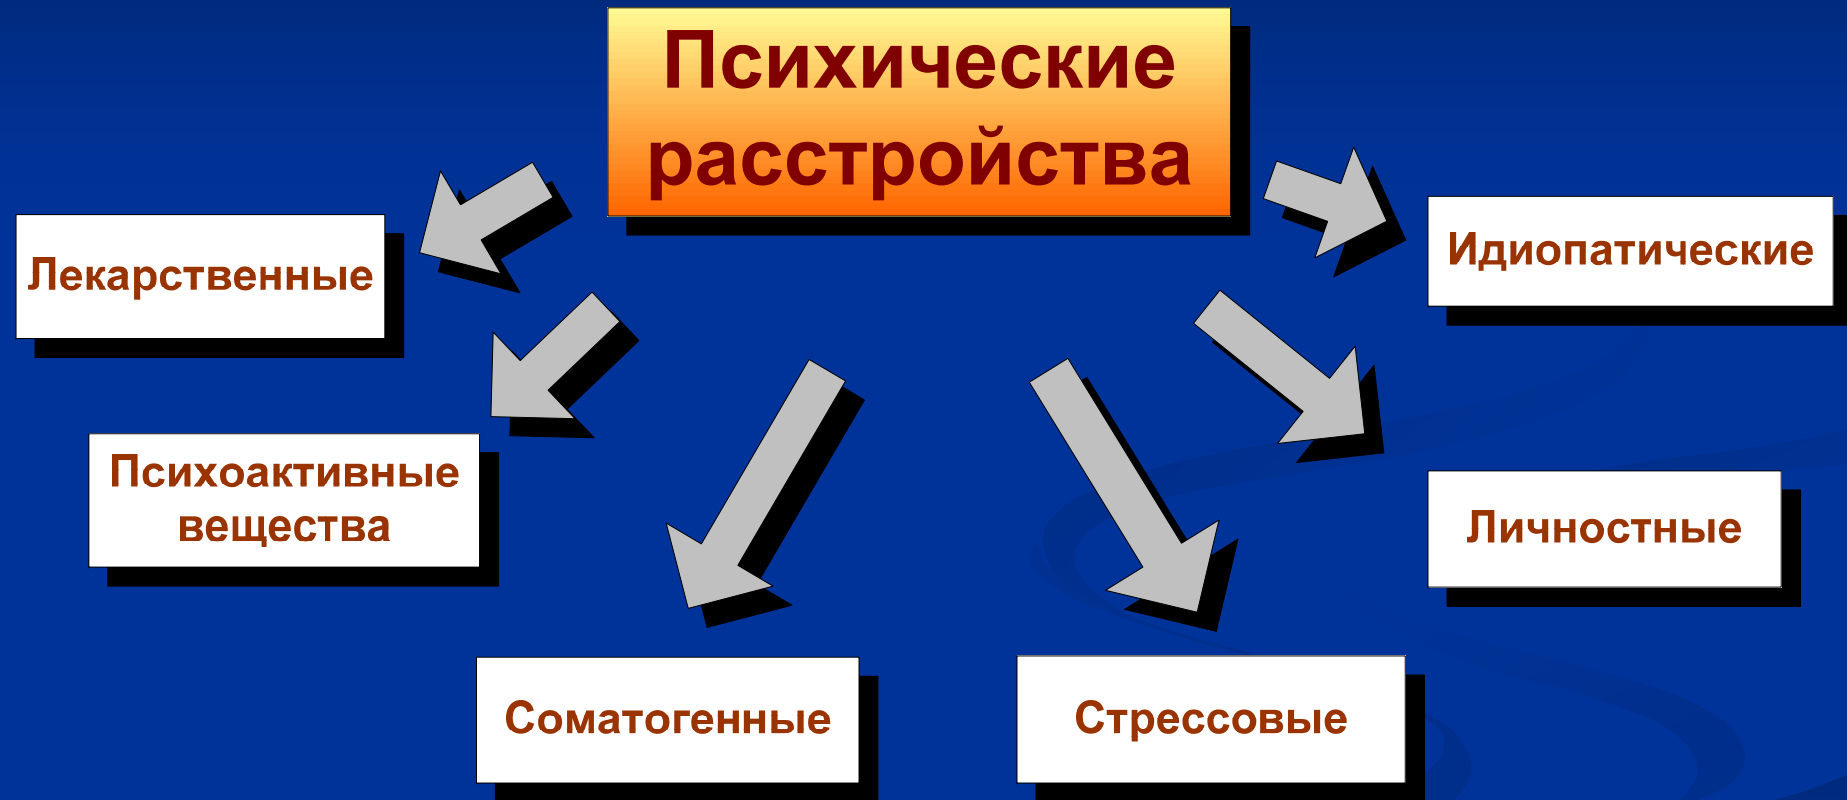 Психические
расстройства
Лекарственные
Идиопатические
Психоактивные
вещества
Личностные
Соматогенные
Стрессовые